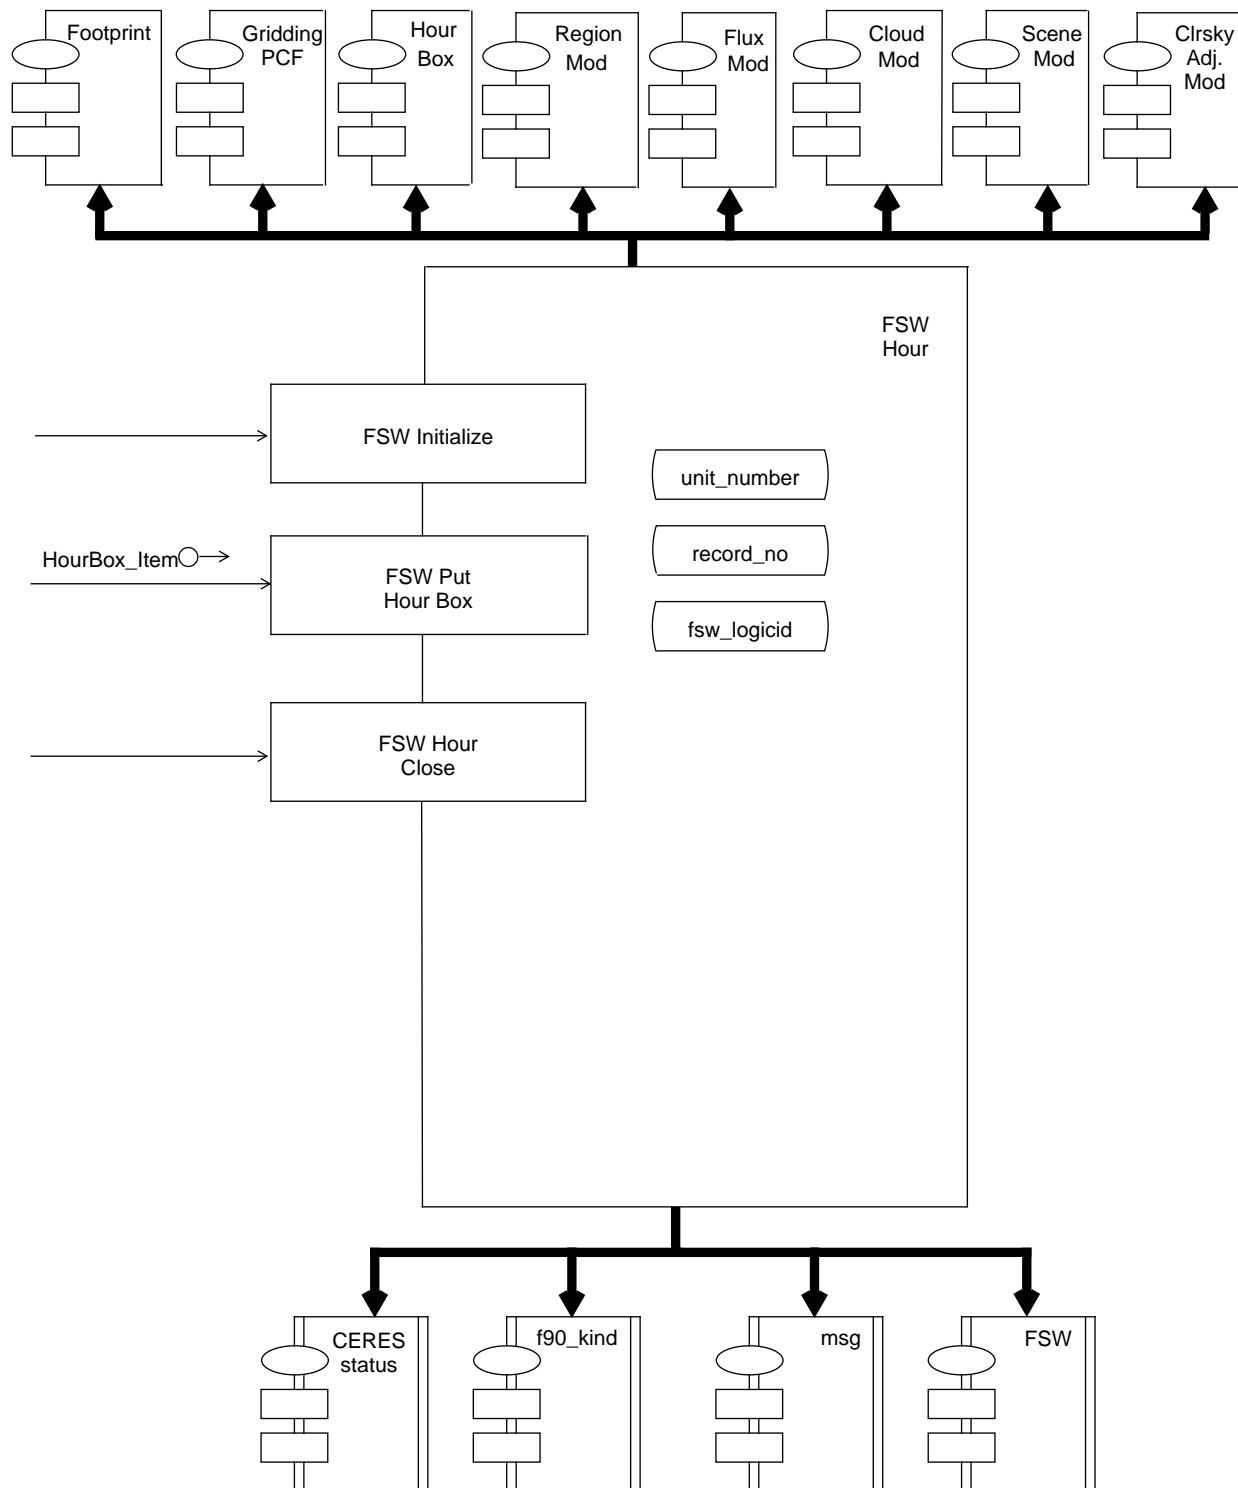 Footprint
Gridding
PCF
Hour
Box
Region
Mod
Flux
Mod
Cloud
Mod
Scene
Mod
Clrsky
Adj.
Mod
FSW
Hour
FSW Initialize
unit_number
HourBox_Item
FSW Put
Hour Box
record_no
fsw_logicid
FSW Hour
Close
CERES
status
f90_kind
msg
FSW